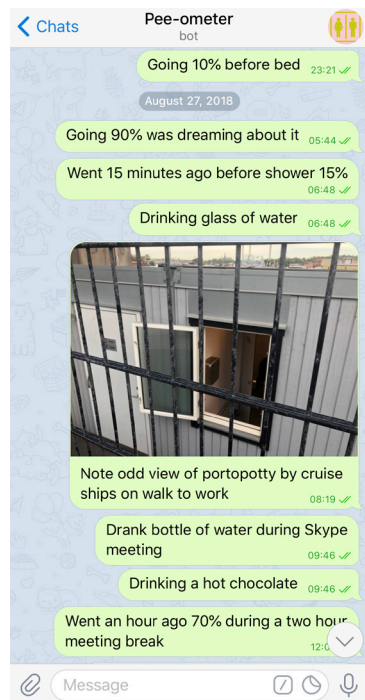 Chats
Pee-ometer
bot
Going 10% before bed 23:21
August 27, 2018
Going 90% was dreaming about it 05:44
Went 15 minutes ago before shower 15%
06:48
Drinking glass of water 06:48
Note odd view of portopotty by cruise
ships on walk to work 08:19
Drank bottle of water during Skype
meeting 09:46
Drinking a hot chocolate 09:46
Went an hour ago 70% during a two hour
meeting break 12:0
Message